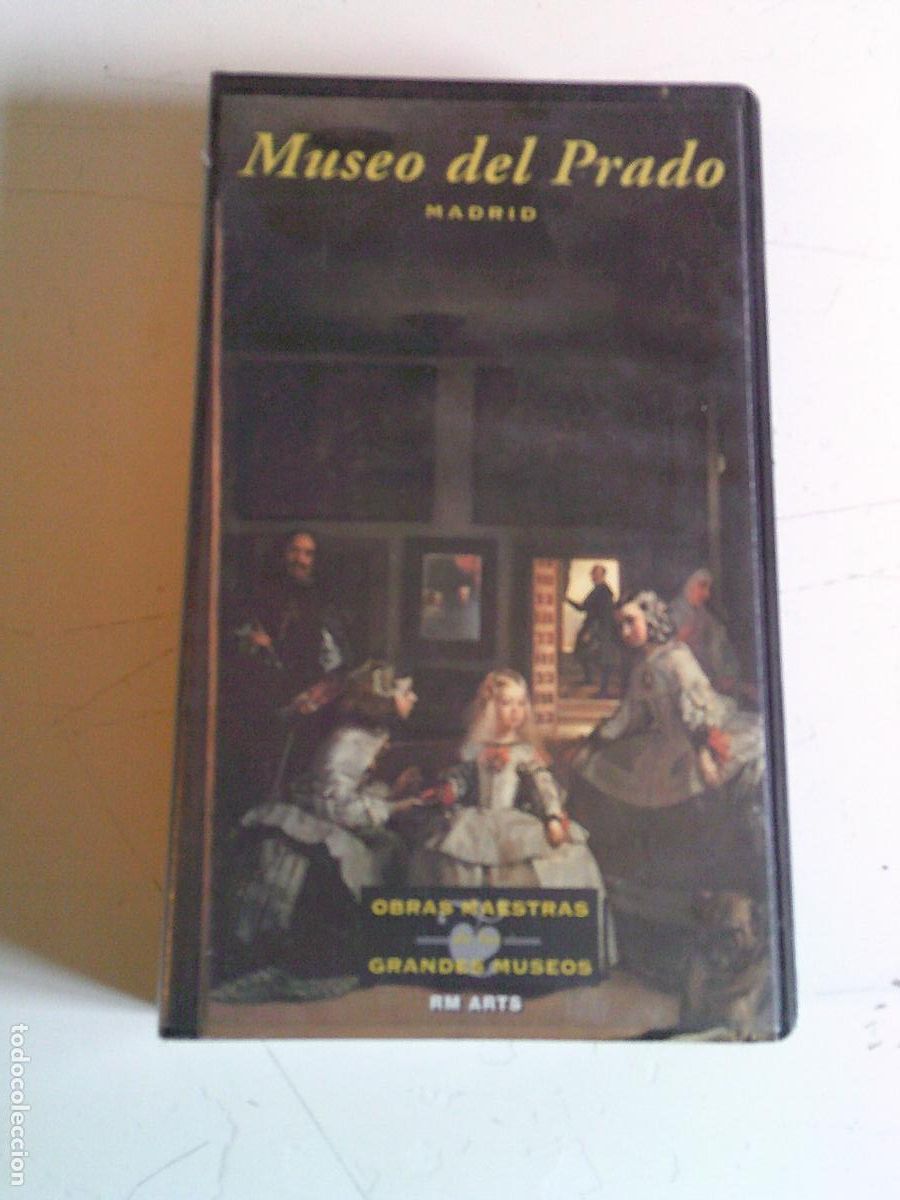 Museo del Prado
MADRID
OBRAS MAESTRAS
GRANDES MUSEOS
RM ARTS
todocoleccion